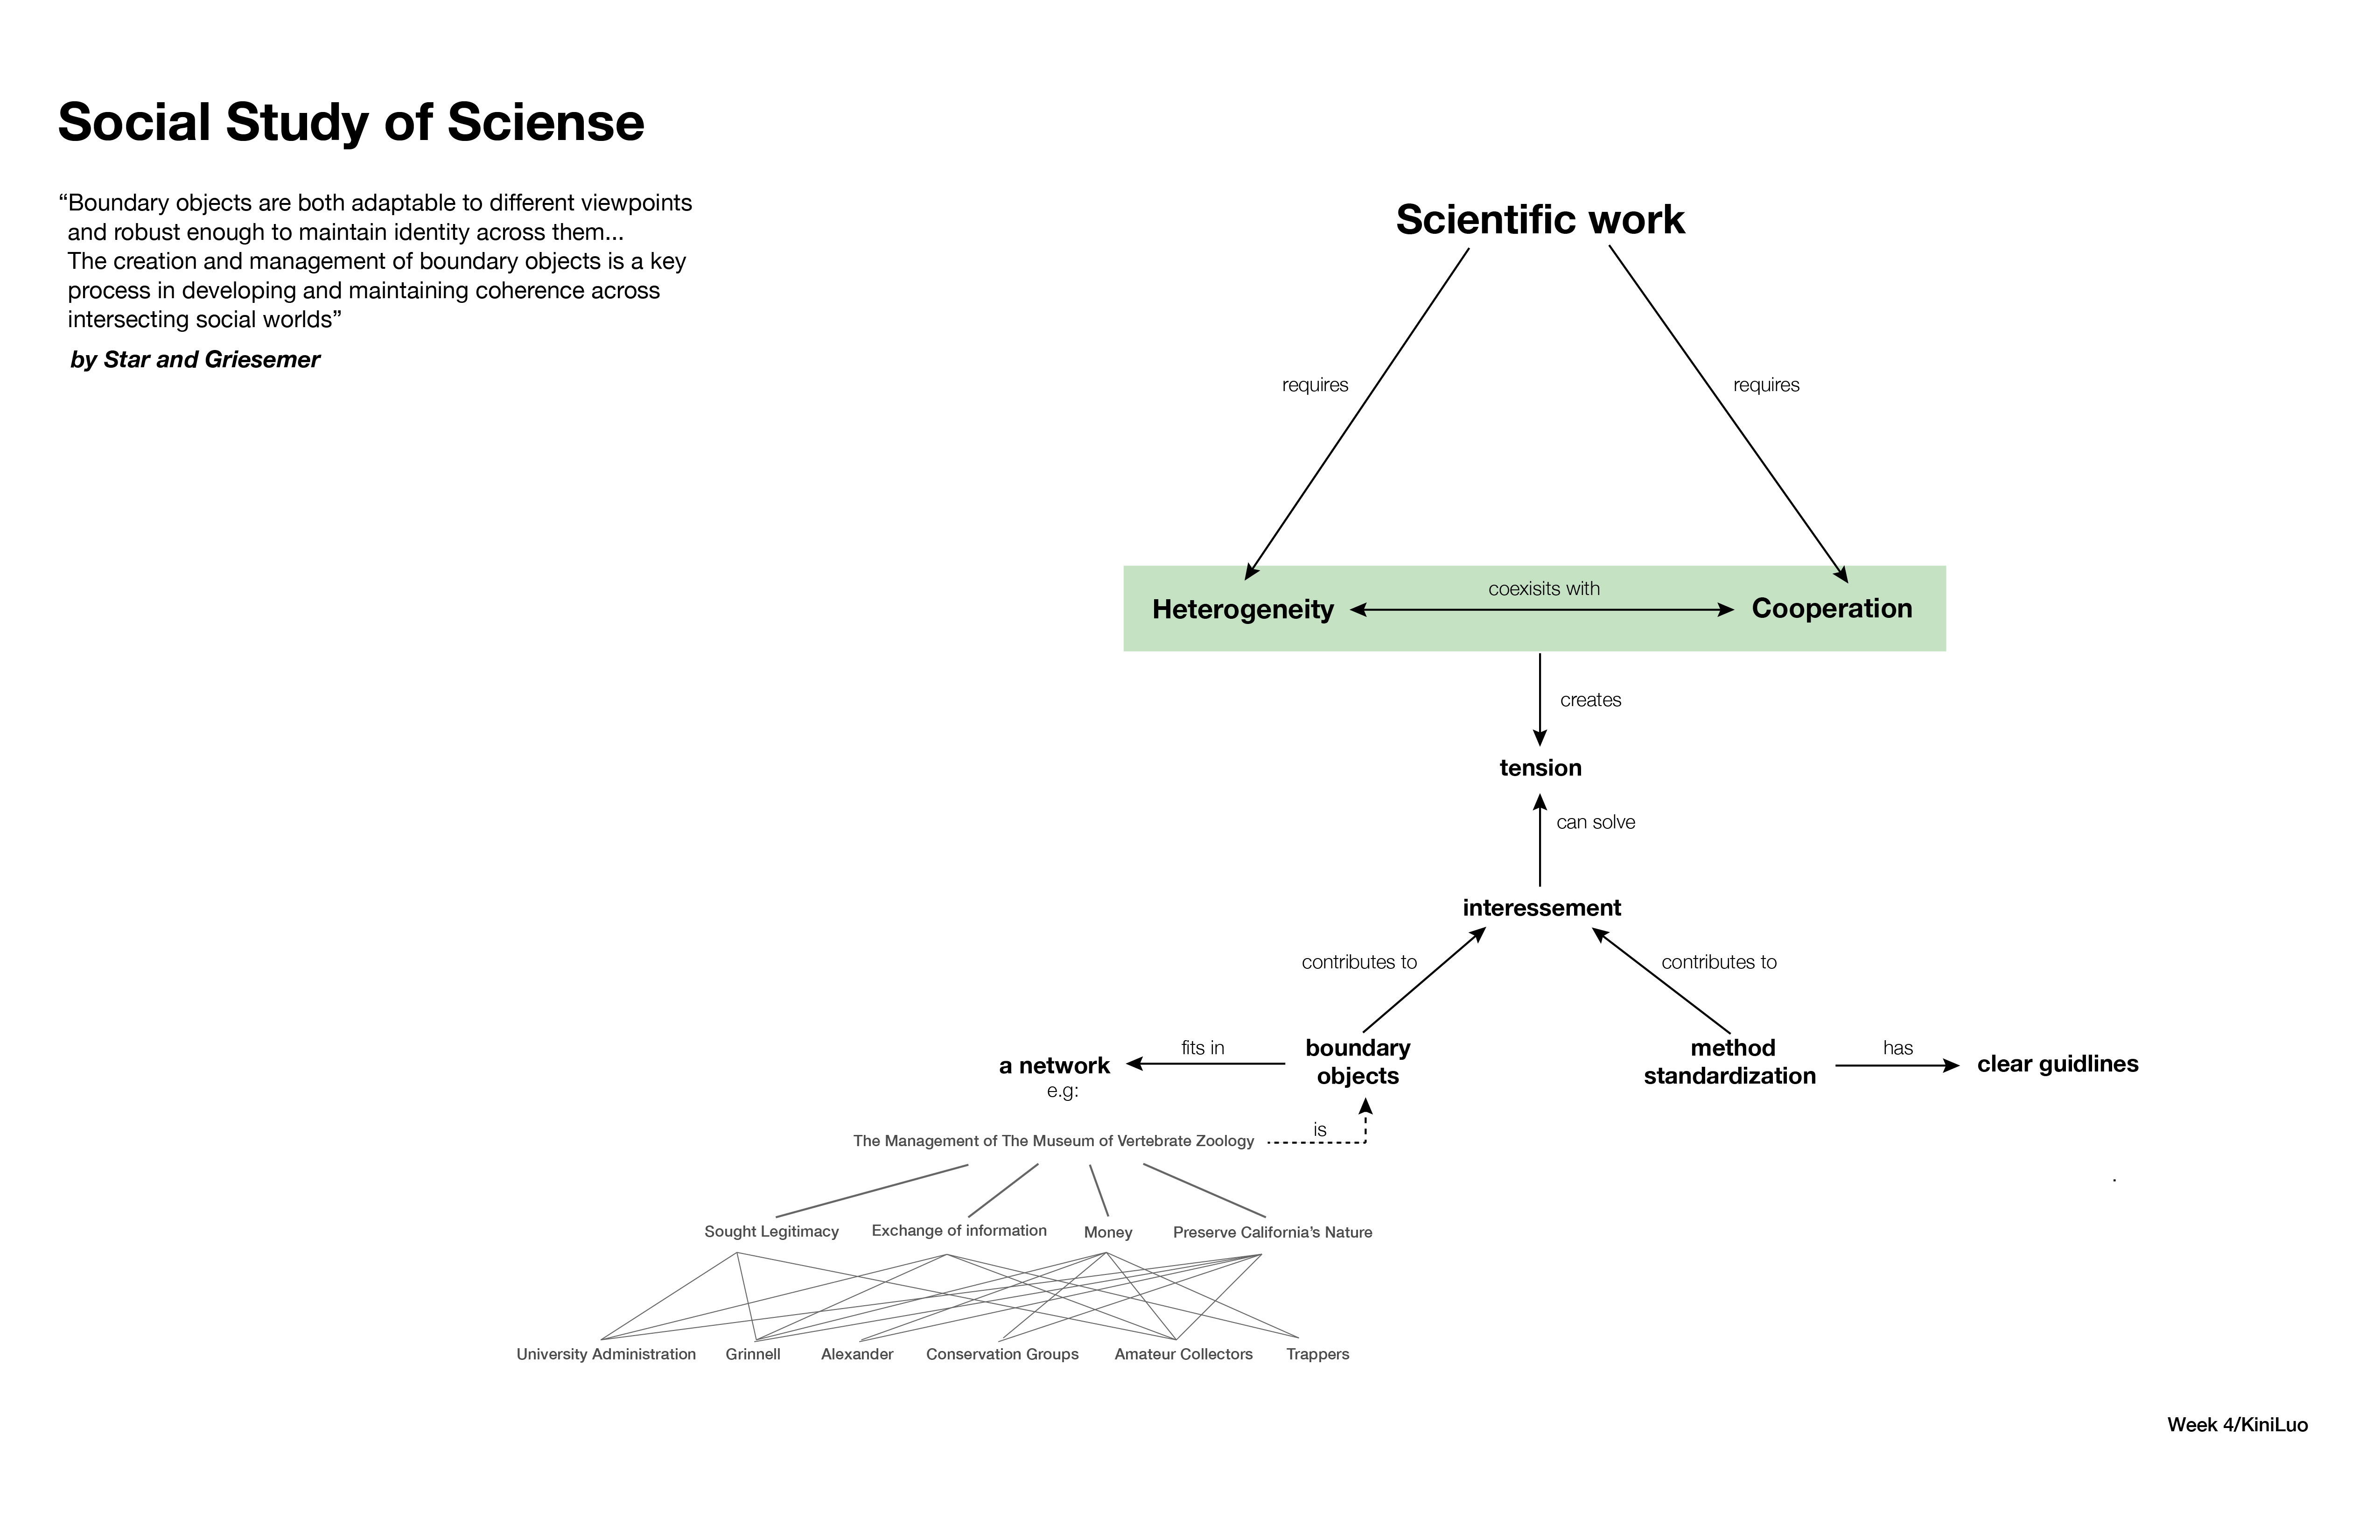 Social Study of Sciense
“Boundary objects are both adaptable to different viewpoints
and robust enough to maintain identity across them...
The creation and management of boundary objects is a key
process in developing and maintaining coherence across
intersecting social worlds”
by Star and Griesemer
Scientific work
requires
requires
Heterogeneity
coexisits with
Cooperation
creates
tension
can solve
interessement
contributes to
contributes to
a network
e.g:
fits in
boundary
objects
method
standardization
has
clear guidlines
The Management of The Museum of Vertebrate Zoology
is
Sought Legitimacy
Exchange of information
Money
Preserve California’s Nature
University Administration
Grinnell
Alexander
Conservation Groups
Amateur Collectors
Trappers
Week 4/KiniLuo